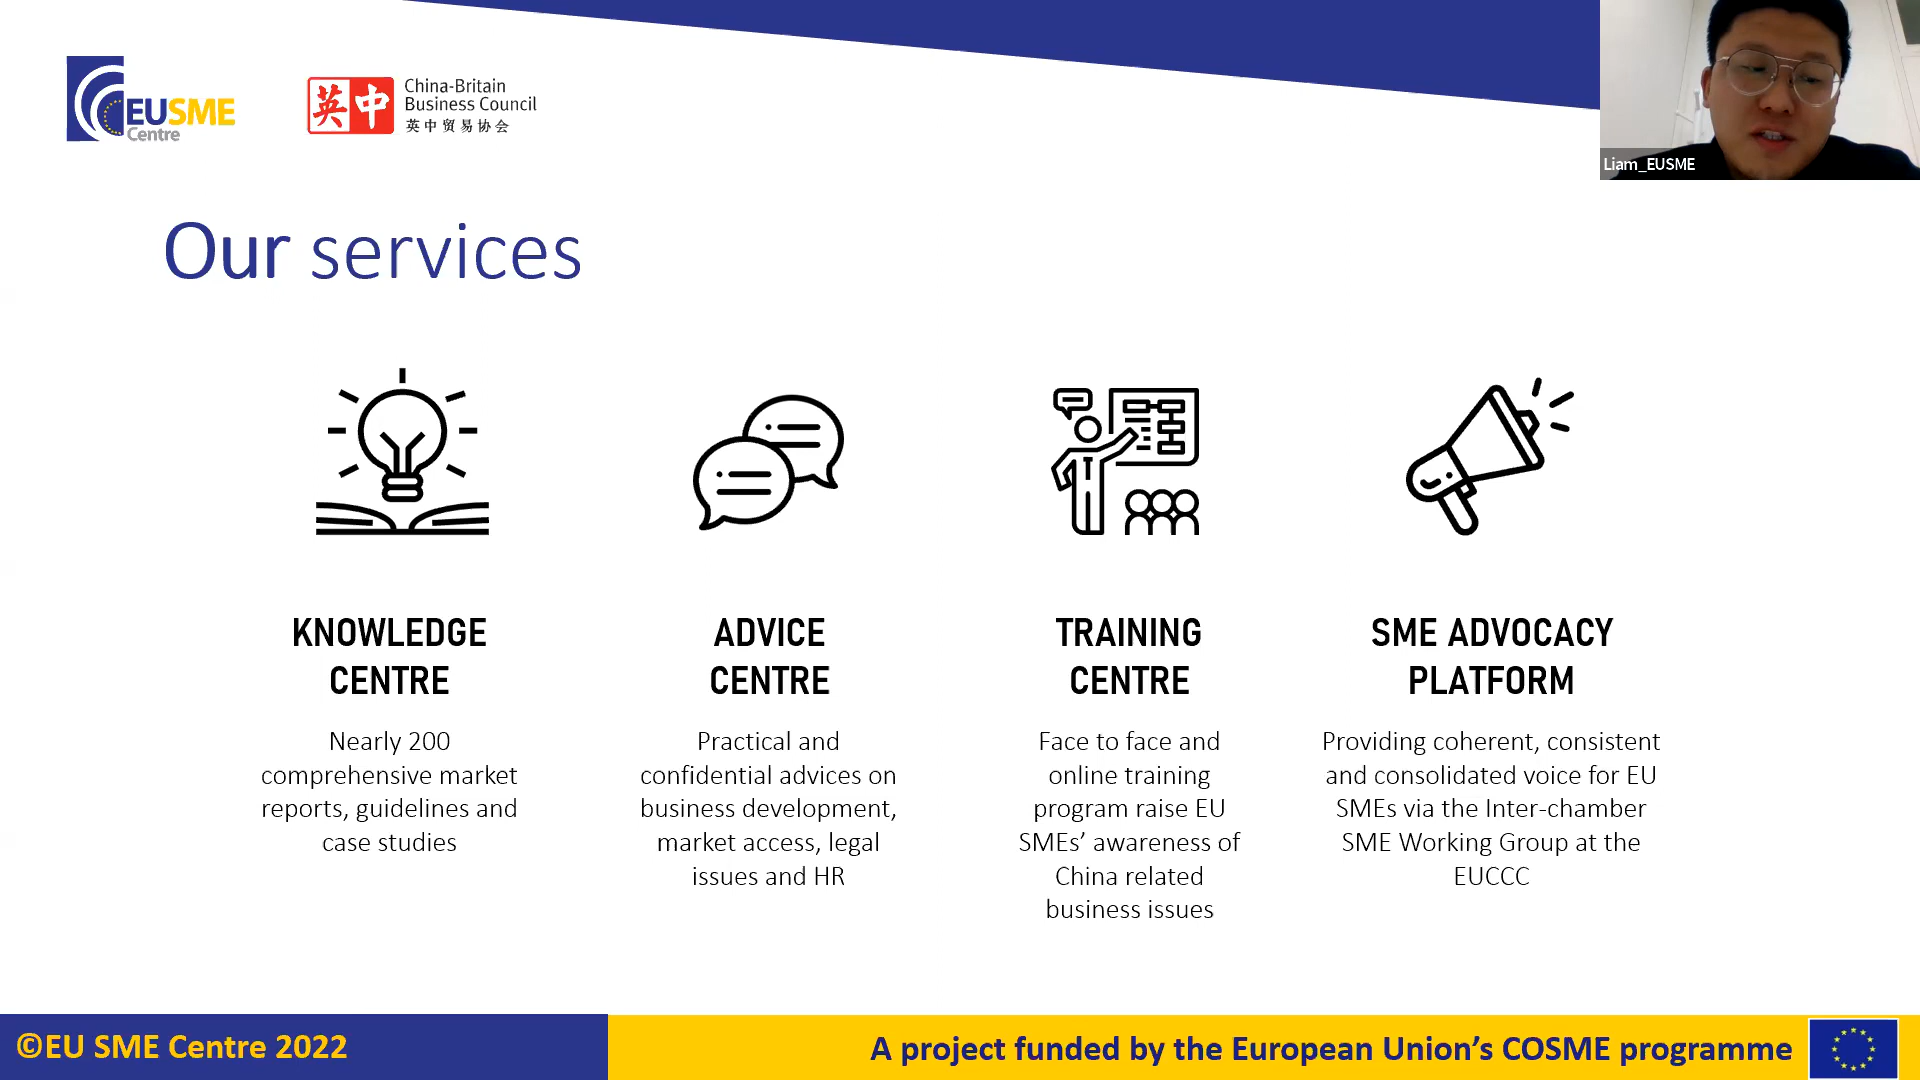 EUSME
Centre
英中
China-Britain
Business Council
英中贸易协会
Liam_EUSME
Our services
KNOWLEDGE
CENTRE
Nearly 200
comprehensive market
reports, guidelines and
case studies
ADVICE
CENTRE
Practical and
confidential advices on
business development,
market access, legal
issues and HR
TRAINING
CENTRE
Face to face and
online training
program raise EU
SMEs’ awareness of
China related
business issues
SME ADVOCACY
PLATFORM
Providing coherent, consistent
and consolidated voice for EU
SMEs via the Inter-chamber
SME Working Group at the
EUCCC
©EU SME Centre 2022
A project funded by the European Union’s COSME programme